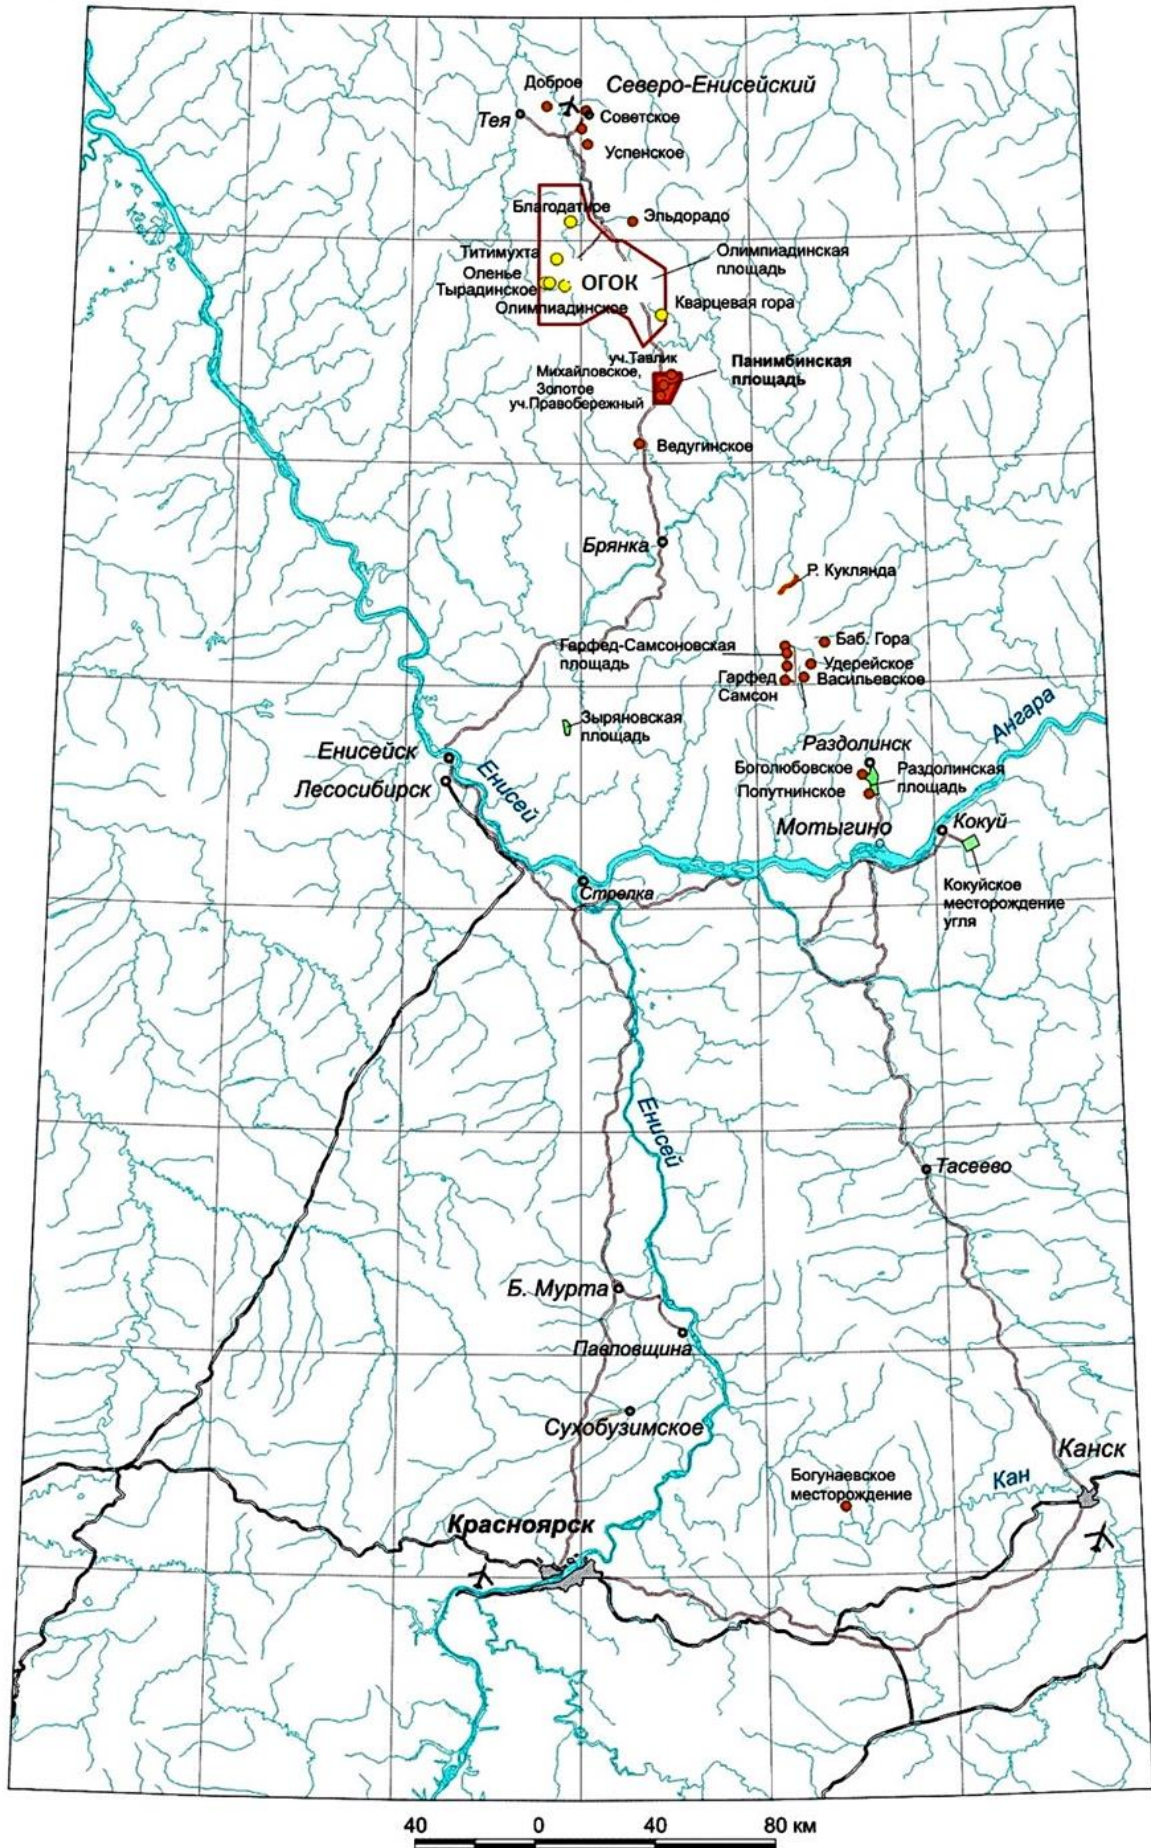 Доброе
Северо-Енисейский
Тея
Советское
Успенское
Благодатное
Эльдорадо
Титимухта
Олимпиадинская
площадь
Оленье
Тырадинское
ОГОК
Олимпиадинское
Кварцевая гора
уч.Тавлик
Михайловское,
Золотое
уч.Правобережный
Панимбинская
площадь
Ведугинское
Брянка
Р. Куклянда
Гарфед-Самсоновская
площадь
Баб. Гора
Удерейское
Васильевское
Гарфед
Самсон
Зыряновская
площадь
Ангара
Енисейск
Лесосибирск
Енисей
Раздолинск
Боголюбовское
Попутнинское
Раздолинская
площадь
Мотыгино
Кокуй
Кокуйское
месторождение
угля
Стрелка
Енисей
Тасеево
Б. Мурта
Павловщина
Сухобузимское
Канск
Кан
Богунаевское
месторождение
Красноярск
40 0 40 80 км